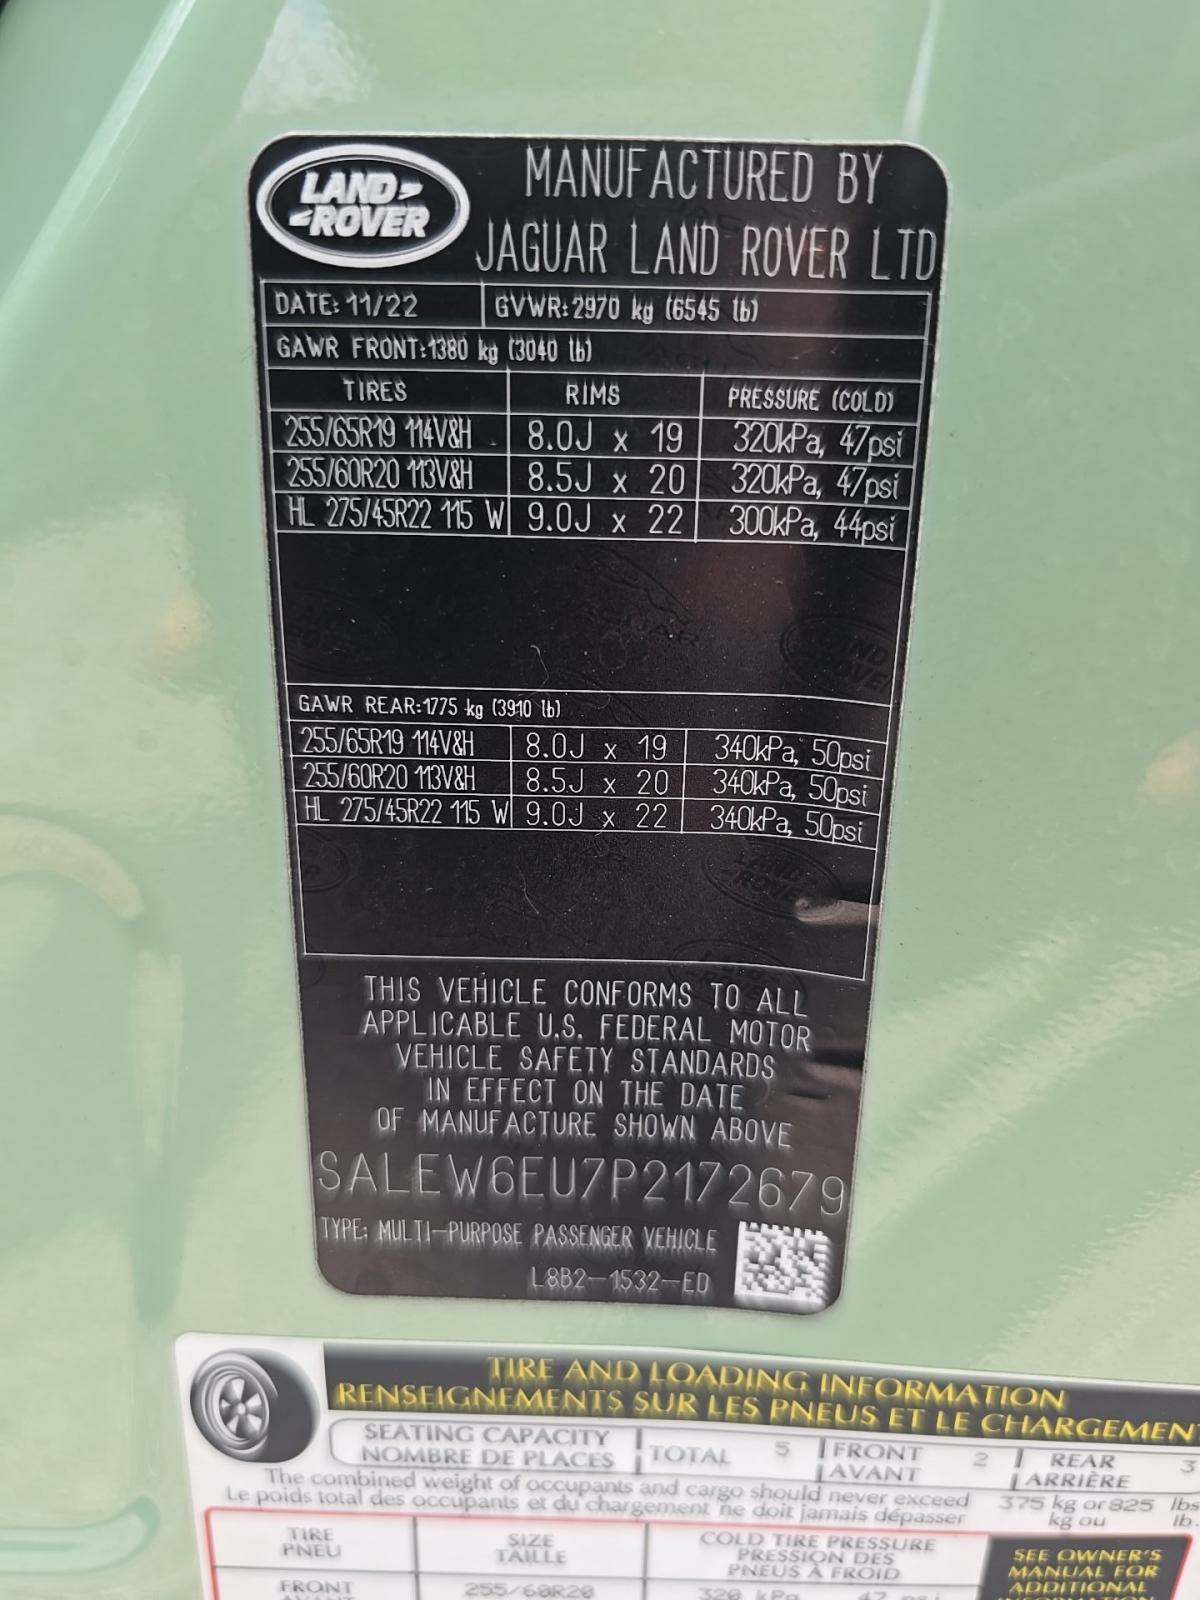 LAND ROVER
MANUFACTURED BY
JAGUAR LAND ROVER LTD
DATE: 11/22 GVWR: 2970 kg (6545 lb)
GAWR FRONT: 1380 kg (3040 lb)
TIRES RIMS PRESSURE (COLD)
255/65R19 114V&H 8.0J x 19 320kPa, 47psi
255/60R20 113V&H 8.5J x 20 320kPa, 47psi
HL 275/45R22 115 W 9.0J x 22 300kPa, 44psi
GAWR REAR: 1775 kg (3910 lb)
255/65R19 114V&H 8.0J x 19 340kPa, 50psi
255/60R20 113V&H 8.5J x 20 340kPa, 50psi
HL 275/45R22 115 W 9.0J x 22 340kPa, 50psi
THIS VEHICLE CONFORMS TO ALL
APPLICABLE U.S. FEDERAL MOTOR
VEHICLE SAFETY STANDARDS
IN EFFECT ON THE DATE
OF MANUFACTURE SHOWN ABOVE
SALEW6EU7P2172679
TYPE: MULTI-PURPOSE PASSENGER VEHICLE
L8B2-1532-ED
TIRE AND LOADING INFORMATION
RENSEIGNEMENTS SUR LES PNEUS ET LE CHARGEMENT
SEATING CAPACITY TOTAL 5 FRONT 2 REAR 3
NOMBRE DE PLACES AVANT ARRIÈRE
The combined weight of occupants and cargo should never exceed 375 kg or 825 lbs
Le poids total des occupants et du chargement ne doit jamais dépasser kg ou lb.
TIRE SIZE COLD TIRE PRESSURE
PNEU TAILLE PRESSION DES
PNEUS À FROID
SEE OWNER'S
MANUAL FOR
ADDITIONAL
INFORMATION
FRONT 255/60R20 320 kPa 47 psi